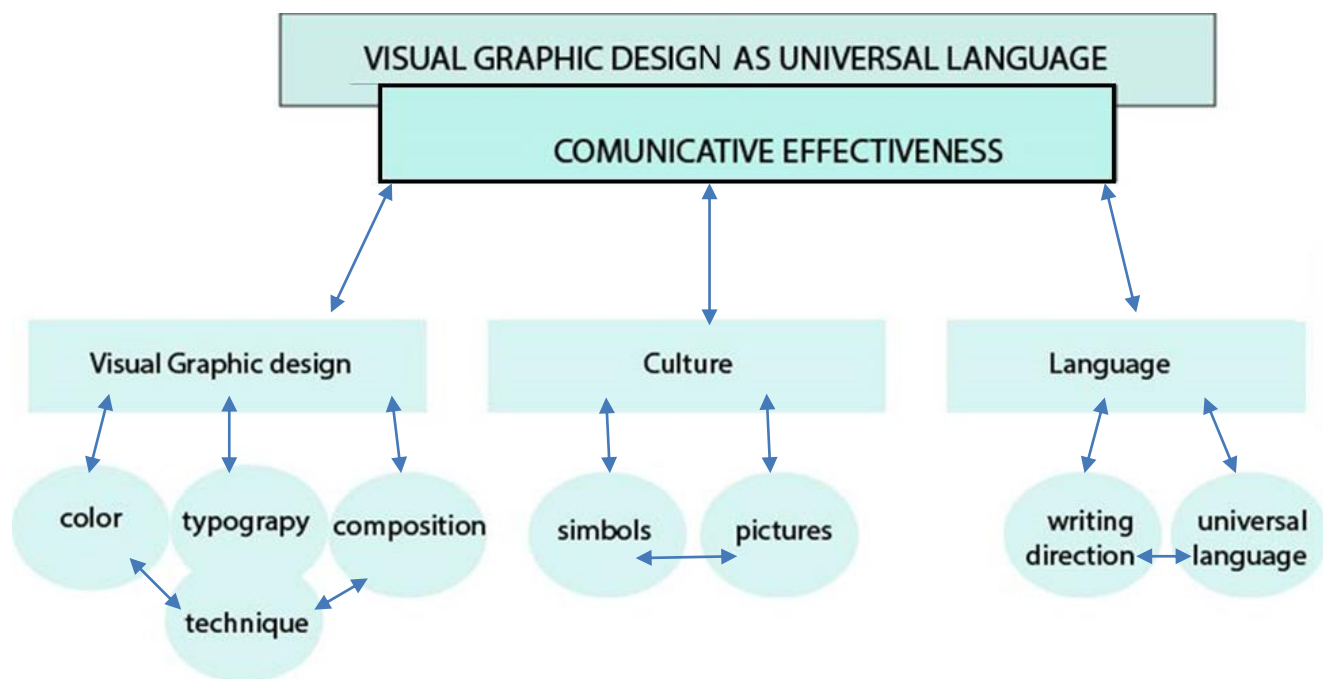 VISUAL GRAPHIC DESIGN AS UNIVERSAL LANGUAGE
COMUNICATIVE EFFECTIVENESS
Visual Graphic design
Culture
Language
color
typograpy
composition
technique
simbols
pictures
writing
direction
universal
language